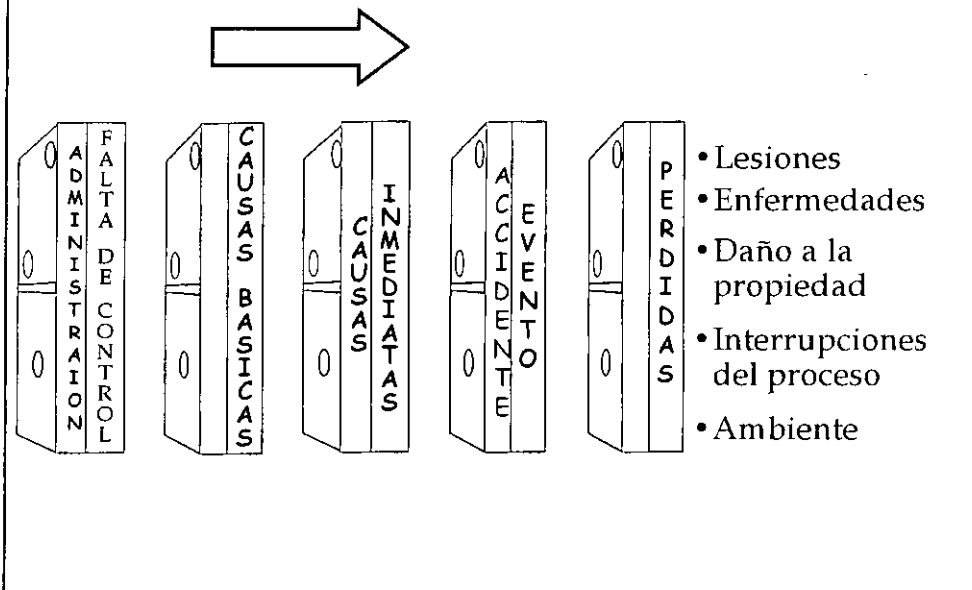 ADMINISTRAION
FALTA DE CONTROL
CAUSAS BASICAS
CAUSAS
INMEDIATAS
ACCIDENTE
EVENTO
PERDIDAS
• Lesiones
• Enfermedades
• Daño a la
propiedad
• Interrupciones
del proceso
• Ambiente